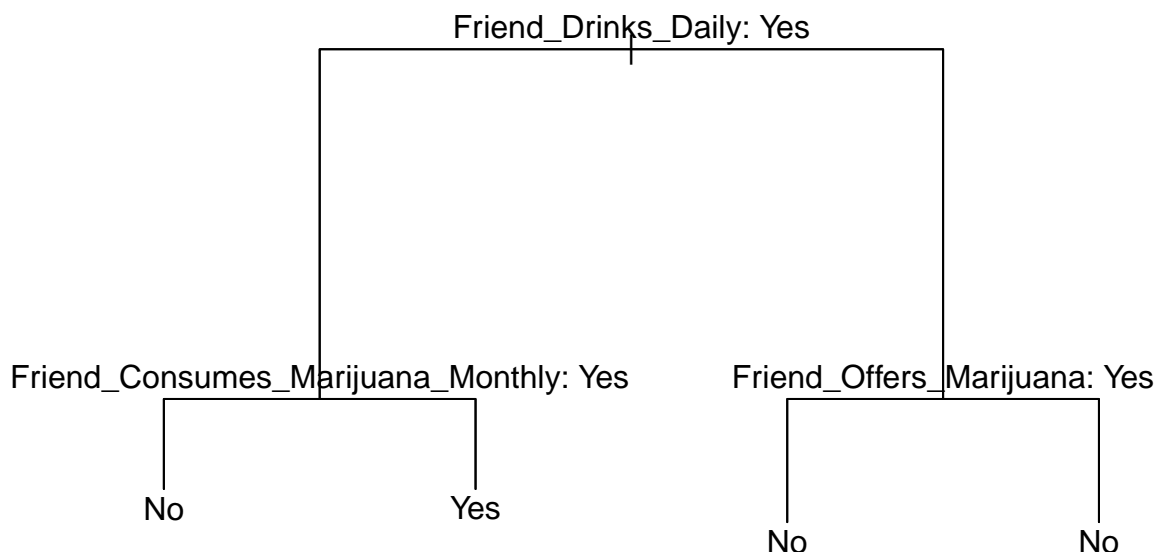 Friend_Drinks_Daily: Yes
Friend_Consumes_Marijuana_Monthly: Yes
Friend_Offers_Marijuana: Yes
No
Yes
No
No